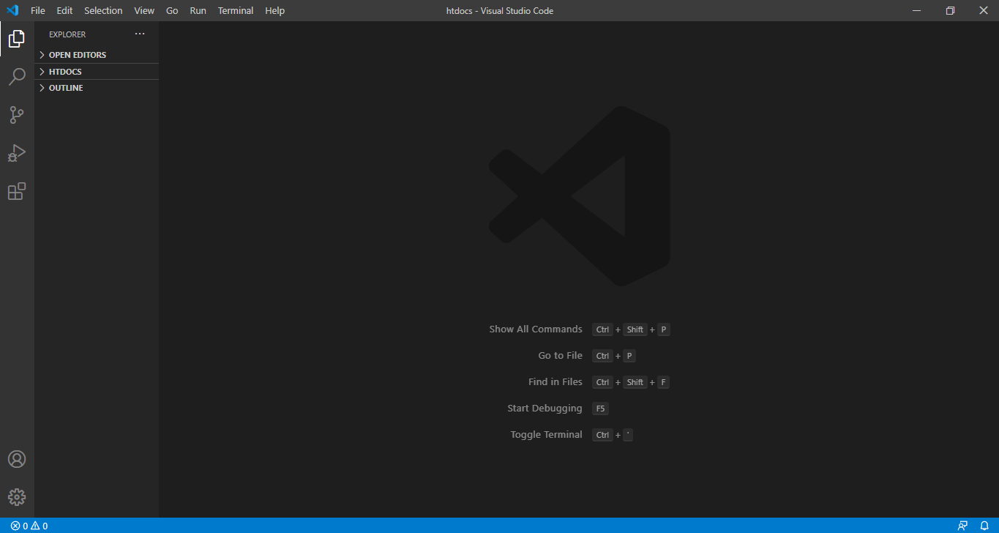 File Edit Selection View Go Run Terminal Help htdocs - Visual Studio Code
EXPLORER
OPEN EDITORS
HTDOCS
OUTLINE
Show All Commands Ctrl + Shift + P
Go to File Ctrl + P
Find in Files Ctrl + Shift + F
Start Debugging F5
Toggle Terminal Ctrl + '
0 0